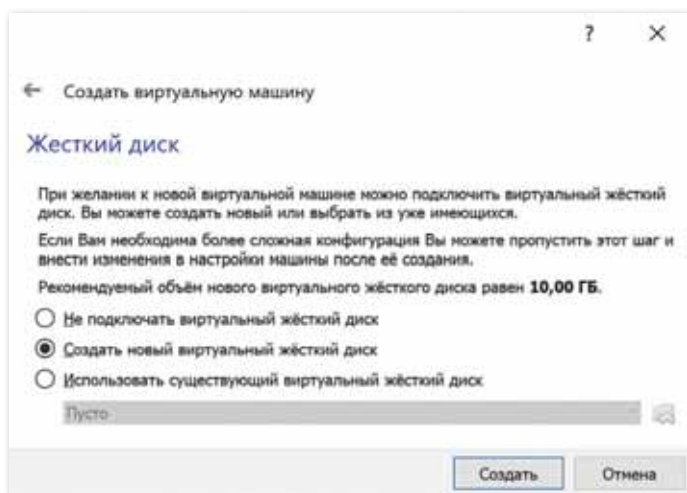 ?
Создать виртуальную машину
Жесткий диск
При желании к новой виртуальной машине можно подключить виртуальный жёсткий
диск. Вы можете создать новый или выбрать из уже имеющихся.
Если Вам необходима более сложная конфигурация Вы можете пропустить этот шаг и
внести изменения в настройки машины после её создания.
Рекомендуемый объём нового виртуального жёсткого диска равен 10,00 ГБ.
Не подключать виртуальный жёсткий диск
Создать новый виртуальный жёсткий диск
Использовать существующий виртуальный жёсткий диск
Пусто
Создать Отмена